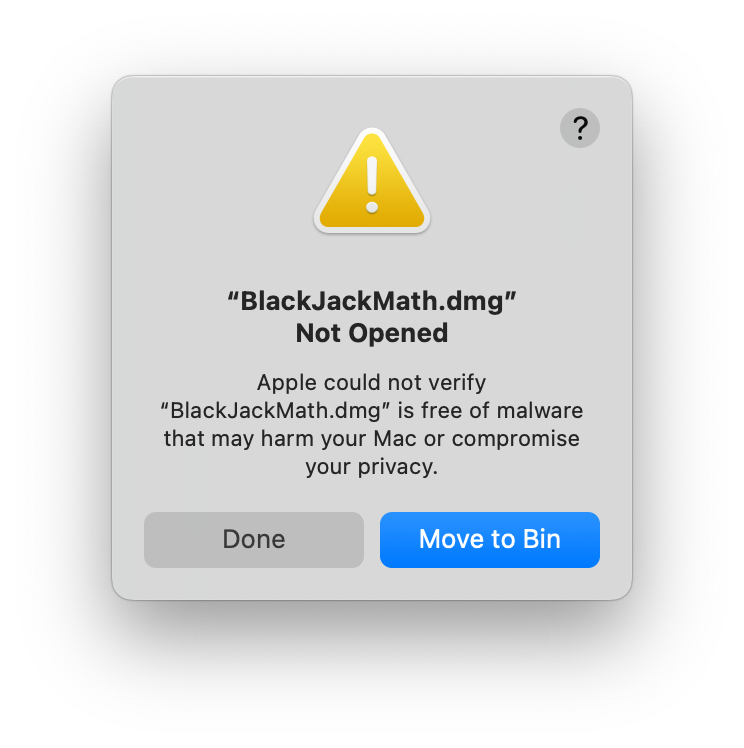 ?
“BlackJackMath.dmg”
Not Opened
Apple could not verify
“BlackJackMath.dmg” is free of malware
that may harm your Mac or compromise
your privacy.
Done
Move to Bin